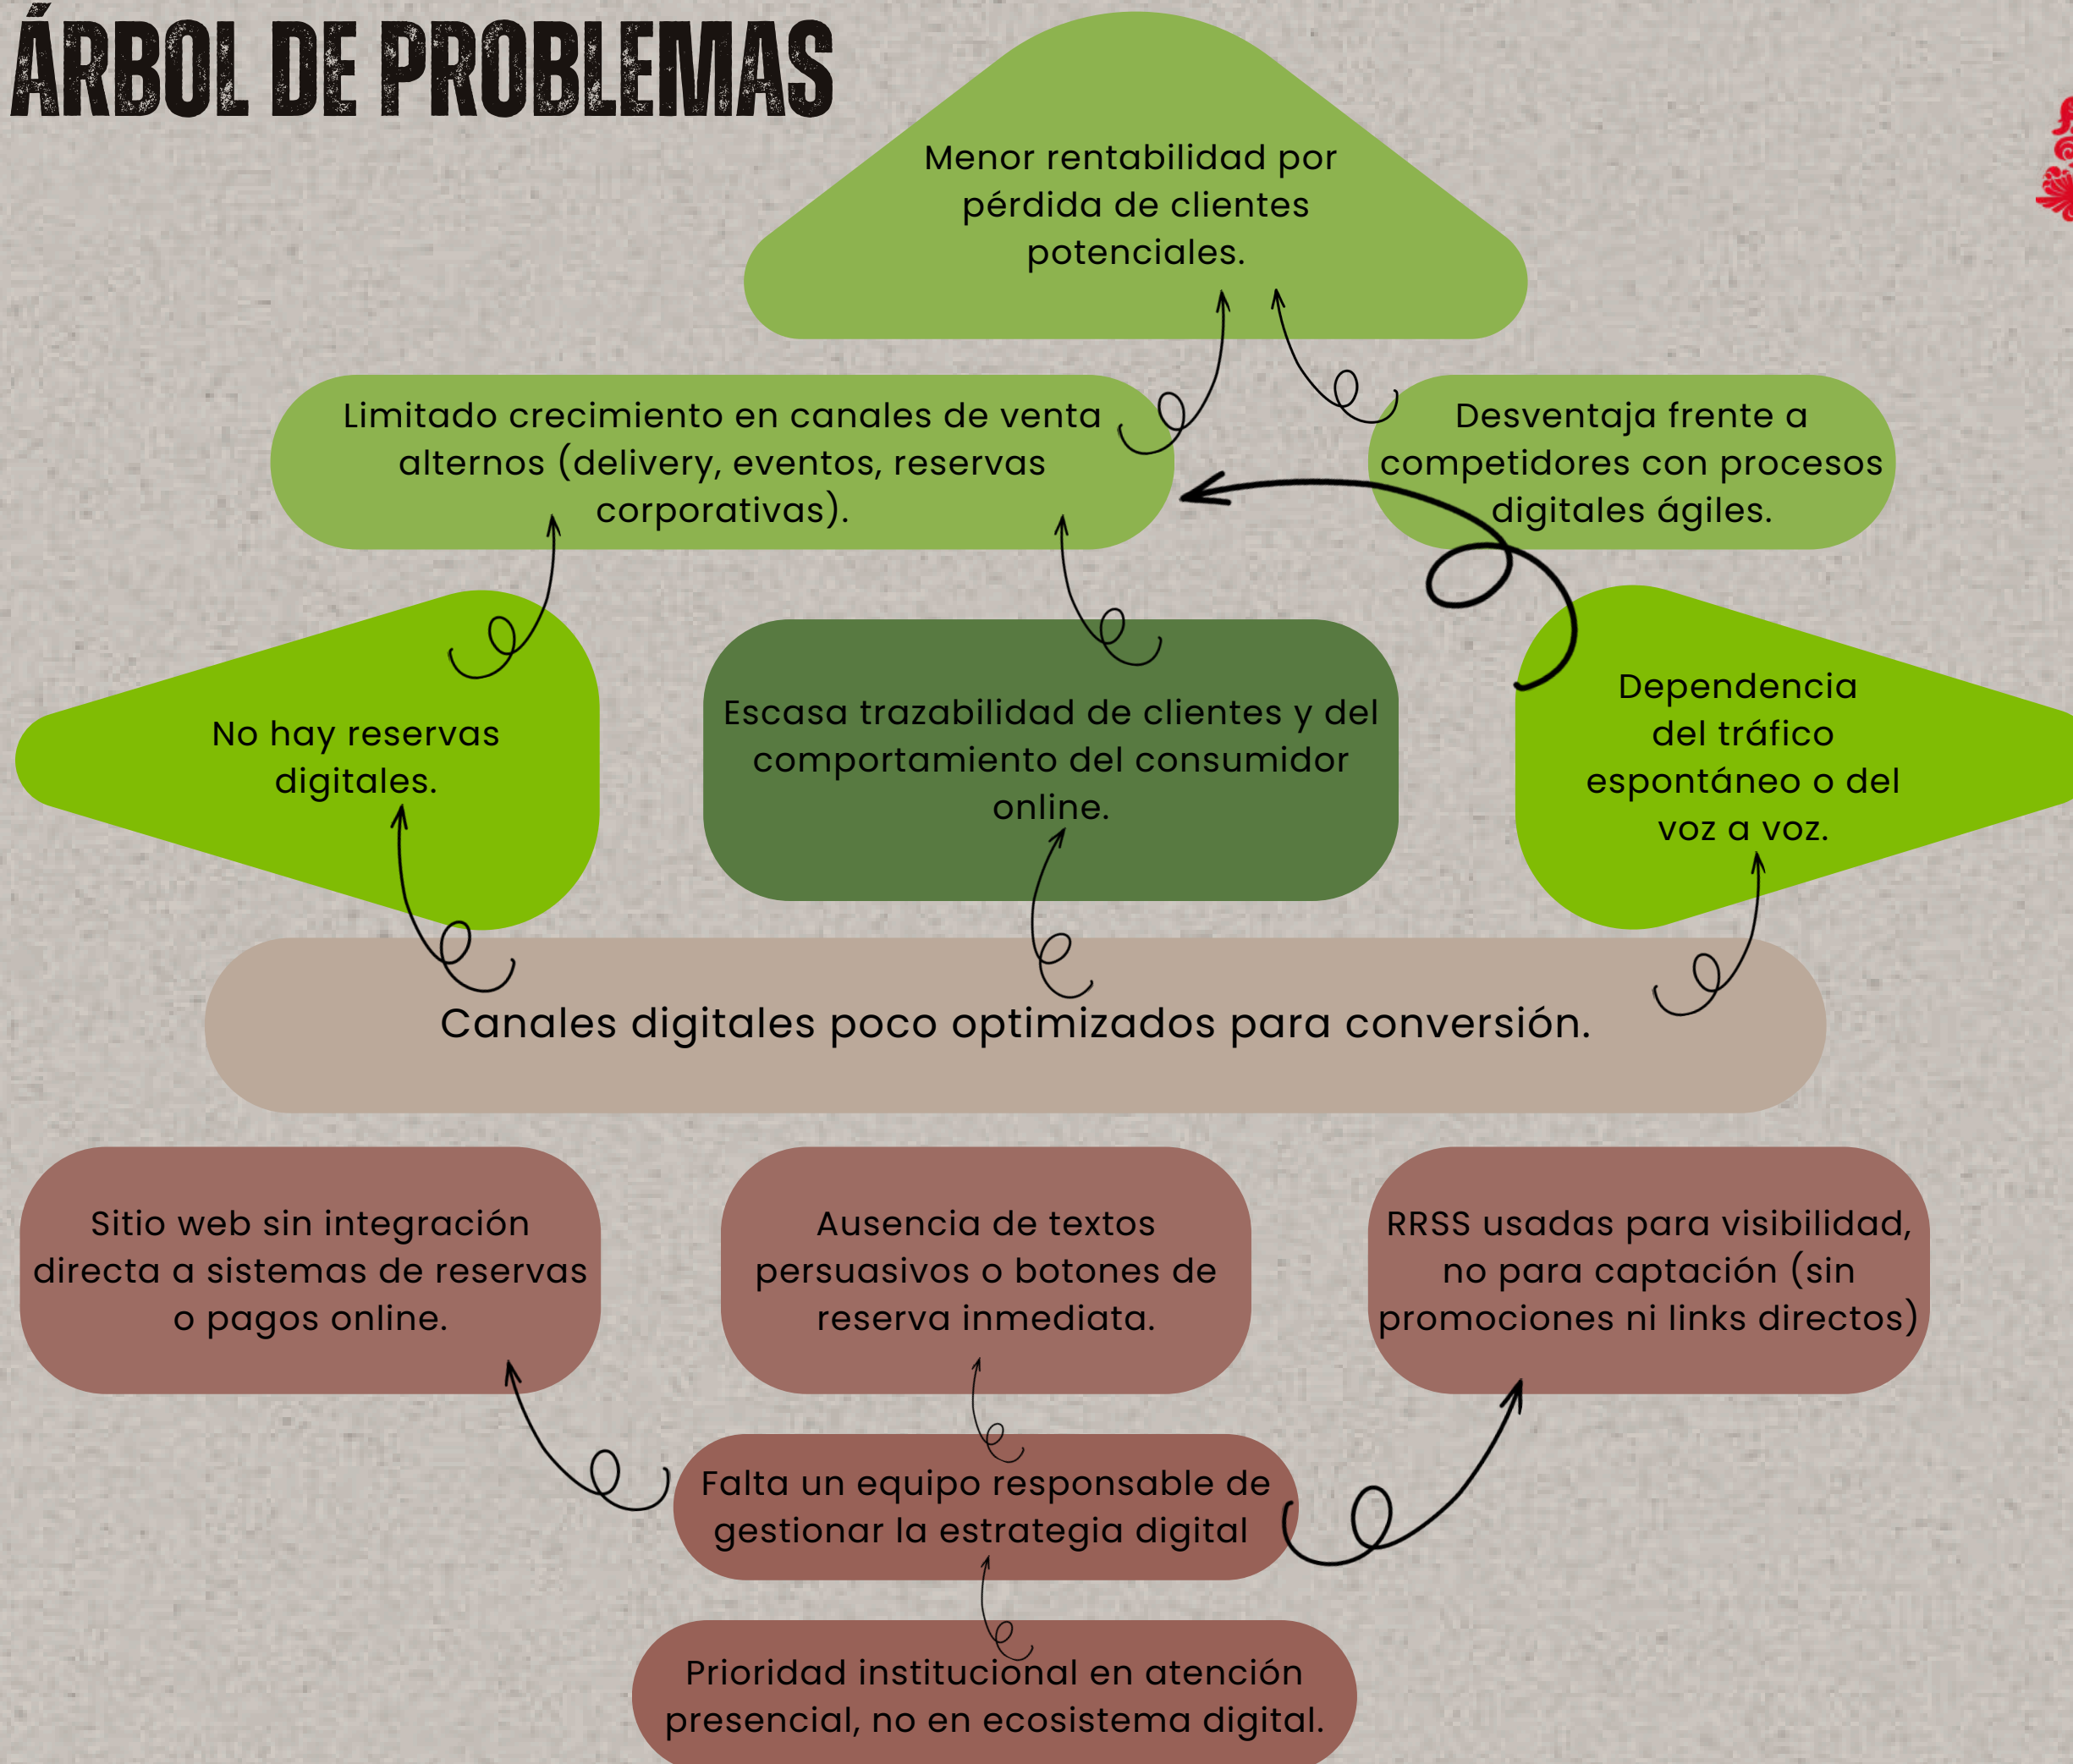 ÁRBOL DE PROBLEMAS
Menor rentabilidad por
pérdida de clientes
potenciales.
Limitado crecimiento en canales de venta
alternos (delivery, eventos, reservas
corporativas).
Desventaja frente a
competidores con procesos
digitales ágiles.
No hay reservas
digitales.
Escasa trazabilidad de clientes y del
comportamiento del consumidor
online.
Dependencia
del tráfico
espontáneo o del
voz a voz.
Canales digitales poco optimizados para conversión.
Sitio web sin integración
directa a sistemas de reservas
o pagos online.
Ausencia de textos
persuasivos o botones de
reserva inmediata.
RRSS usadas para visibilidad,
no para captación (sin
promociones ni links directos)
Falta un equipo responsable de
gestionar la estrategia digital
Prioridad institucional en atención
presencial, no en ecosistema digital.